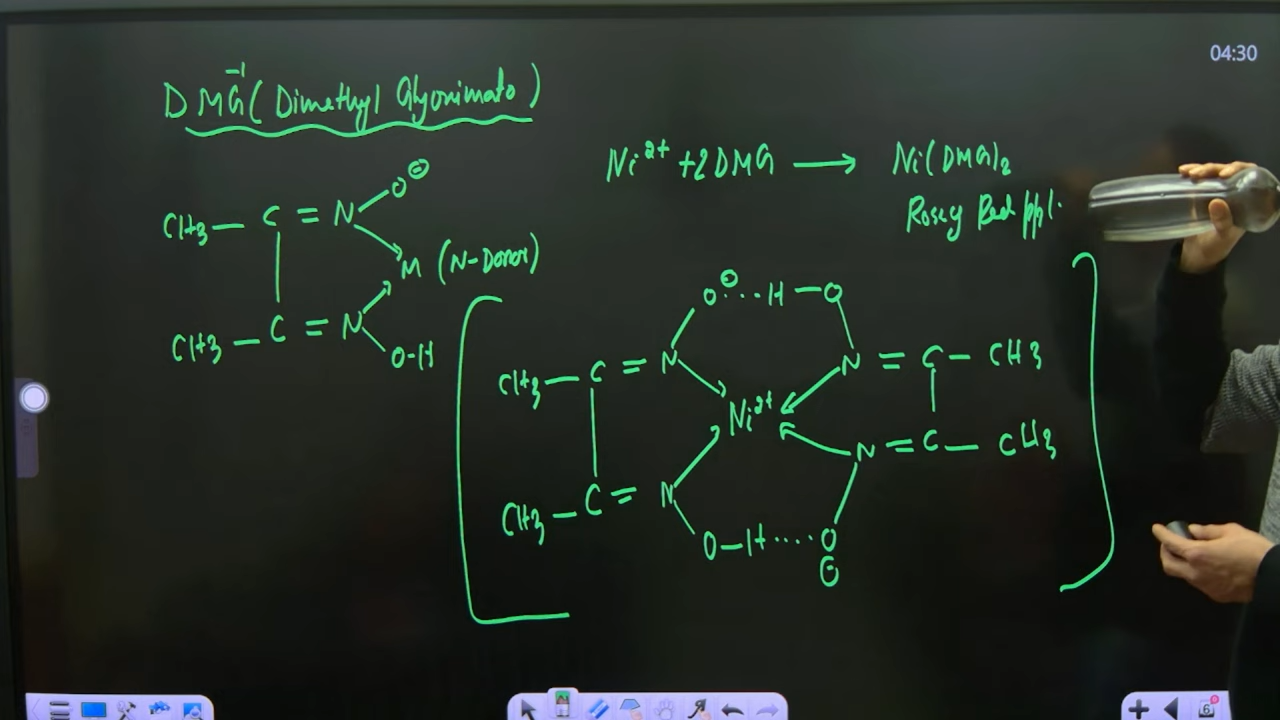 04:30
DMG⁻¹ (Dimethyl Glyoximato)
Ni²⁺ + 2DMG ⟶ Ni(DMG)₂
Rosey Red ppt.
O⊖
CH3 — C = N
M (N-Donor)
CH3 — C = N
O-H
O⊖ ... H — O
CH3 — C = N
N = C — CH3
Ni²⁺
N = C — CH3
CH3 — C = N
O—H .... O
⊖
6